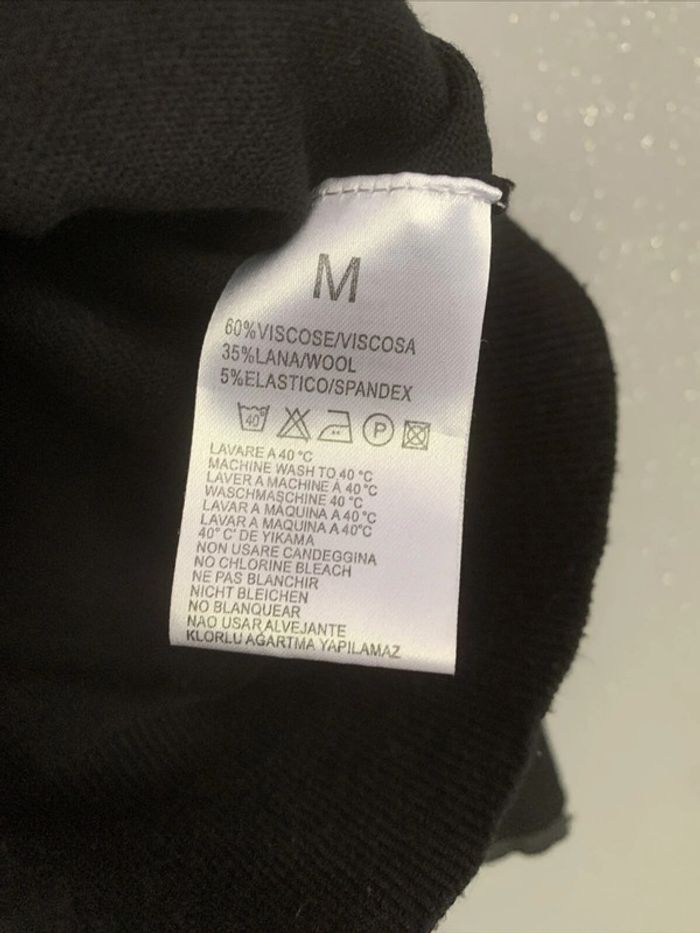 M
60%VISCOSE/VISCOSA
35%LANA/WOOL
5%ELASTICO/SPANDEX
40° P
LAVARE A 40 °C
MACHINE WASH TO 40 °C
LAVER A MACHINE À 40 °C
WASCHMASCHINE 40 °C
LAVAR A MAQUINA A 40 °C
LAVAR A MAQUINA A 40°C
40° C' DE YIKAMA
NON USARE CANDEGGINA
NO CHLORINE BLEACH
NE PAS BLANCHIR
NICHT BLEICHEN
NO BLANQUEAR
NAO USAR ALVEJANTE
KLORLU AGARTMA YAPILAMAZ